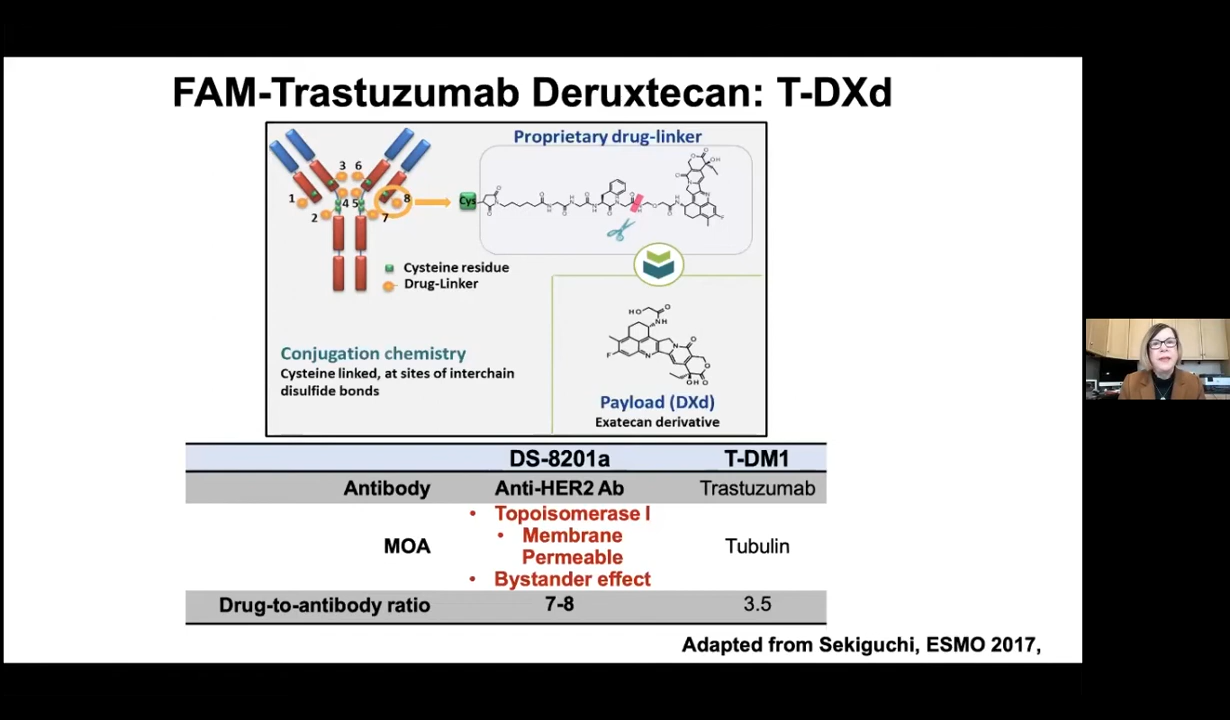 FAM-Trastuzumab Deruxtecan: T-DXd
Proprietary drug-linker
3 6
1
4 5
8
2
7
Cys
Cysteine residue
Drug-Linker
Conjugation chemistry
Cysteine linked, at sites of interchain
disulfide bonds
Payload (DXd)
Exatecan derivative
DS-8201a T-DM1
Antibody Anti-HER2 Ab Trastuzumab
• Topoisomerase I
• Membrane
Permeable
MOA Tubulin
• Bystander effect
Drug-to-antibody ratio 7-8 3.5
Adapted from Sekiguchi, ESMO 2017,